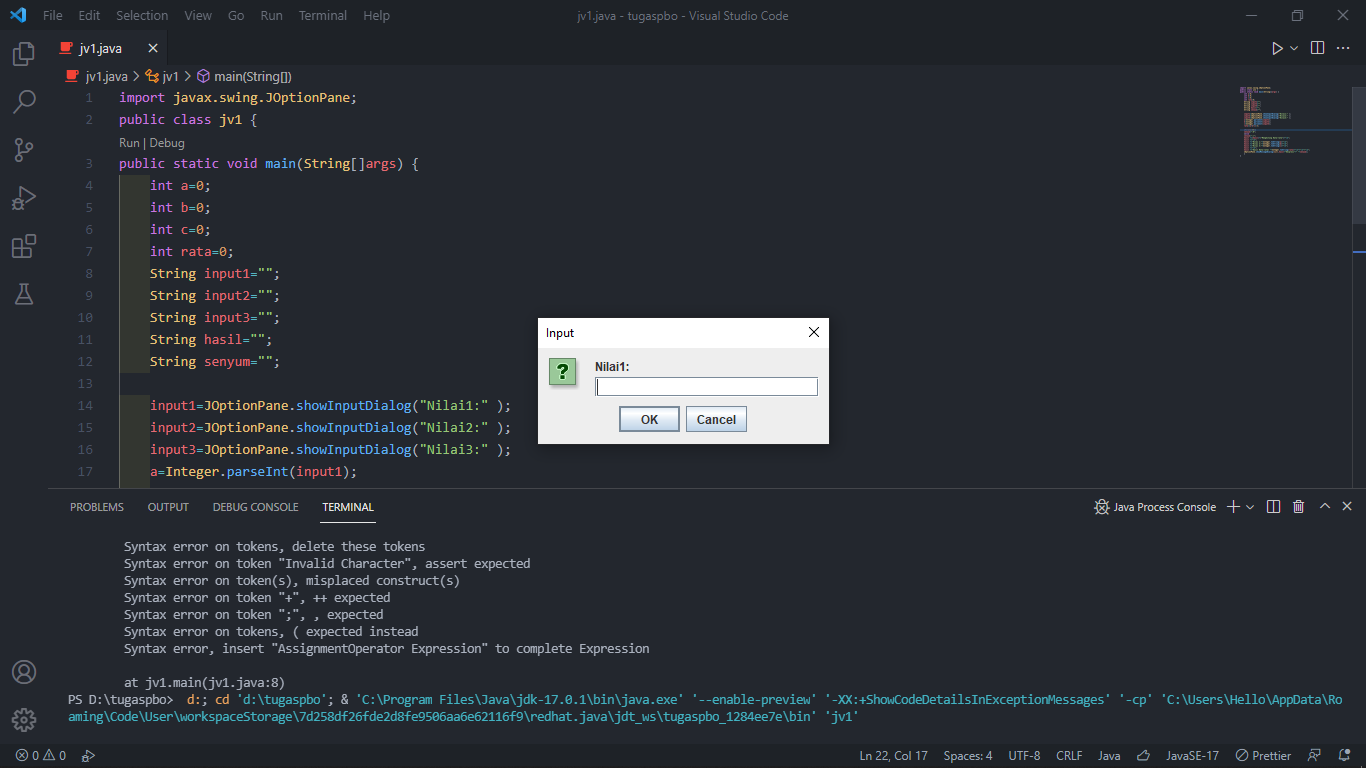 File Edit Selection View Go Run Terminal Help
jv1.java - tugaspbo - Visual Studio Code
jv1.java
jv1.java > jv1 > main(String[])
1 import javax.swing.JOptionPane;
2 public class jv1 {
Run | Debug
3 public static void main(String[]args) {
4 int a=0;
5 int b=0;
6 int c=0;
7 int rata=0;
8 String input1="";
9 String input2="";
10 String input3="";
11 String hasil="";
12 String senyum="";
13
14 input1=JOptionPane.showInputDialog("Nilai1:" );
15 input2=JOptionPane.showInputDialog("Nilai2:" );
16 input3=JOptionPane.showInputDialog("Nilai3:" );
17 a=Integer.parseInt(input1);
Input
?
Nilai1:
OK Cancel
PROBLEMS OUTPUT DEBUG CONSOLE TERMINAL
Java Process Console
Syntax error on tokens, delete these tokens
Syntax error on token "Invalid Character", assert expected
Syntax error on token(s), misplaced construct(s)
Syntax error on token "+", ++ expected
Syntax error on token ";", , expected
Syntax error on tokens, ( expected instead
Syntax error, insert "AssignmentOperator Expression" to complete Expression
at jv1.main(jv1.java:8)
PS D:\tugaspbo> d:; cd 'd:\tugaspbo'; & 'C:\Program Files\Java\jdk-17.0.1\bin\java.exe' '--enable-preview' '-XX:+ShowCodeDetailsInExceptionMessages' '-cp' 'C:\Users\Hello\AppData\Ro
aming\Code\User\workspaceStorage\7d258df26fde2d8fe9506aa6e62116f9\redhat.java\jdt_ws\tugaspbo_1284ee7e\bin' 'jv1'
0 0
Ln 22, Col 17 Spaces: 4 UTF-8 CRLF Java JavaSE-17 Prettier